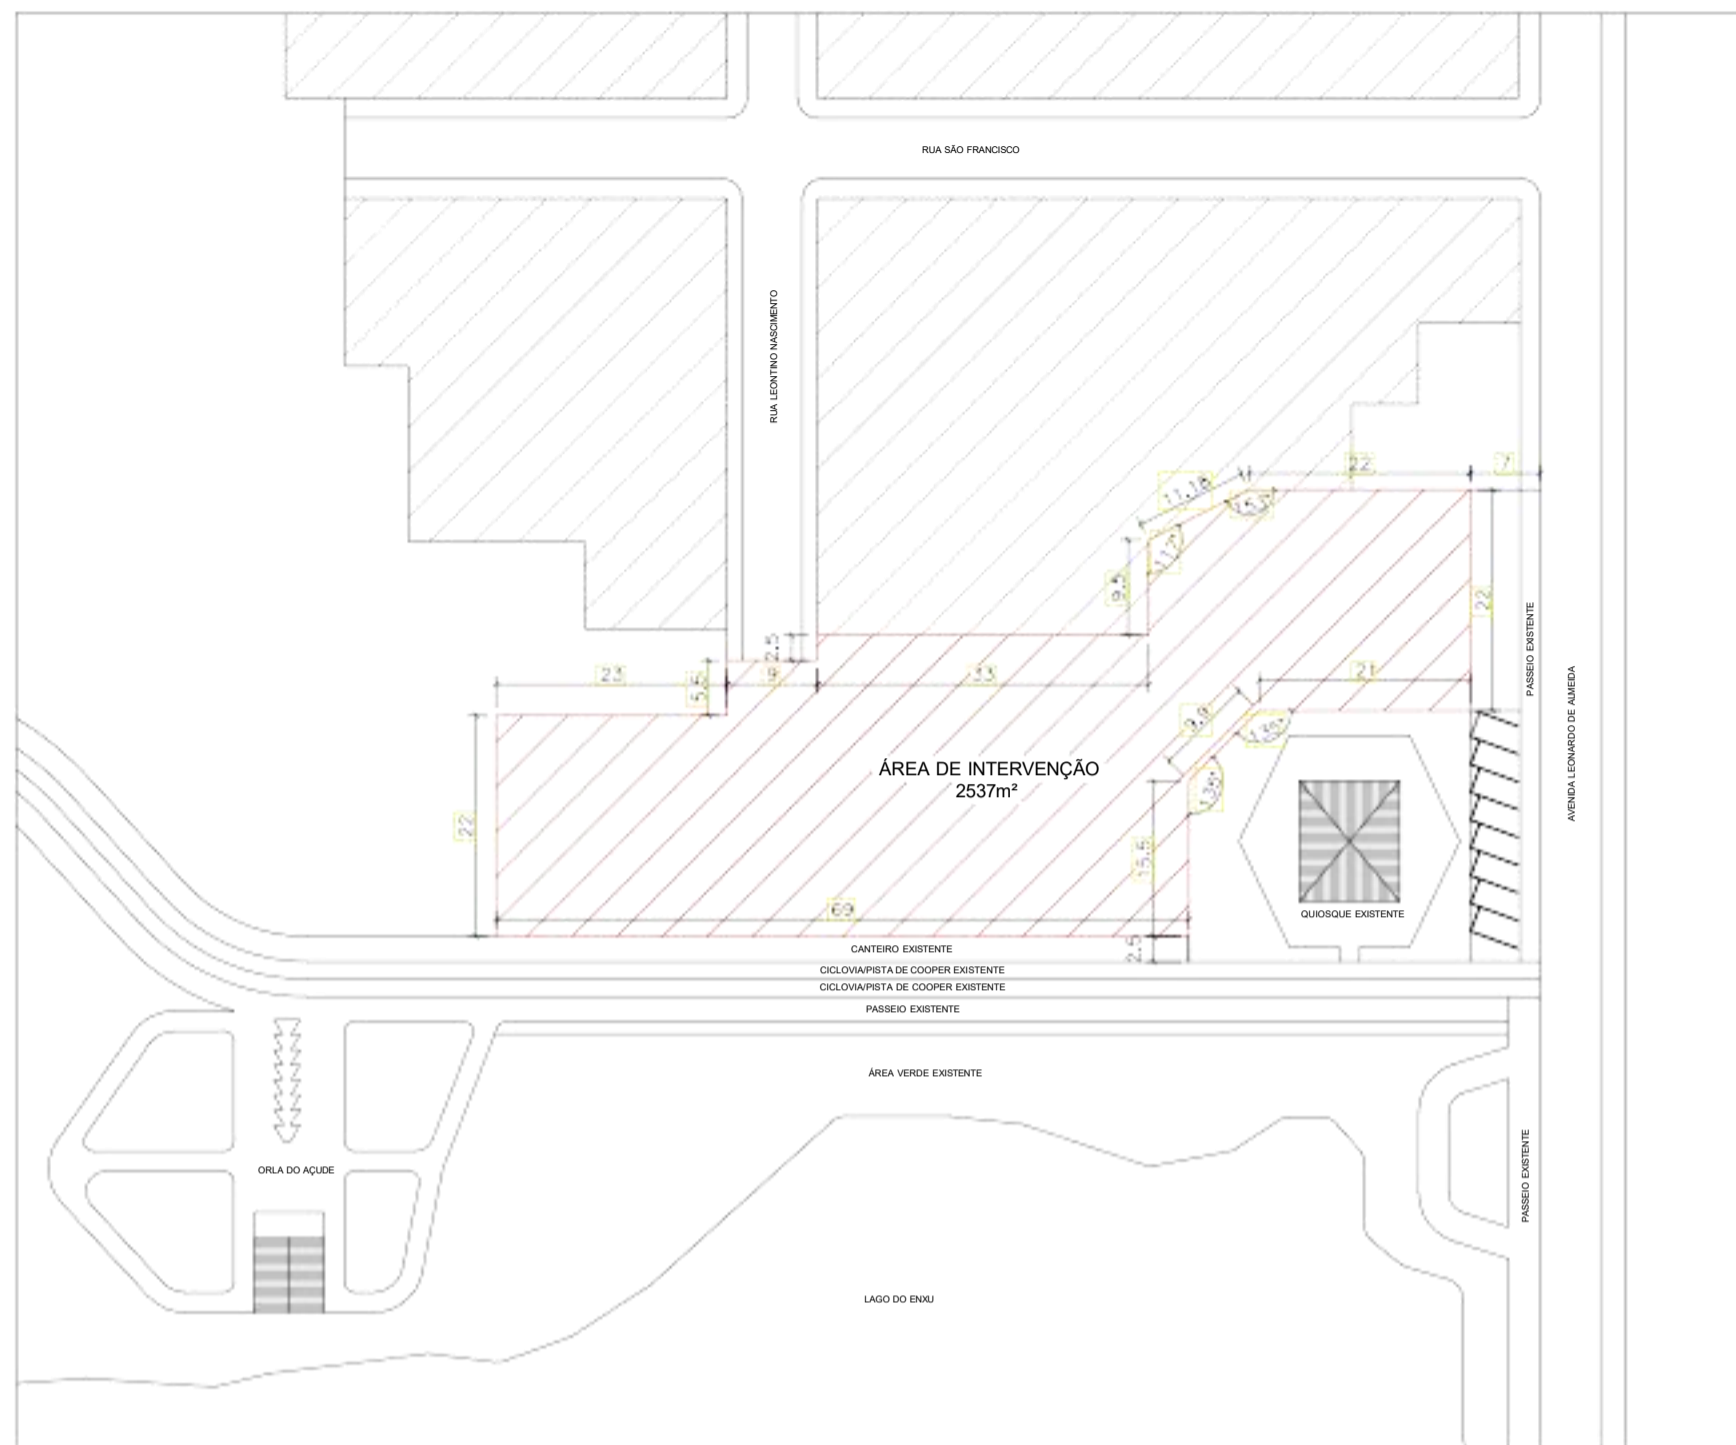 RUA SÃO FRANCISCO
RUA LEONTINO NASCIMENTO
22
7
11,18
153°
112°
9,5
22
PASSEIO EXISTENTE
AVENIDA LEONARDO DE ALMEIDA
2,5
23
5,5
9
33
21
9,9
135°
135°
ÁREA DE INTERVENÇÃO
2537m²
22
15,5
69
2,5
QUIOSQUE EXISTENTE
CANTEIRO EXISTENTE
CICLOVIA/PISTA DE COOPER EXISTENTE
CICLOVIA/PISTA DE COOPER EXISTENTE
PASSEIO EXISTENTE
ÁREA VERDE EXISTENTE
PASSEIO EXISTENTE
ORLA DO AÇUDE
LAGO DO ENXU